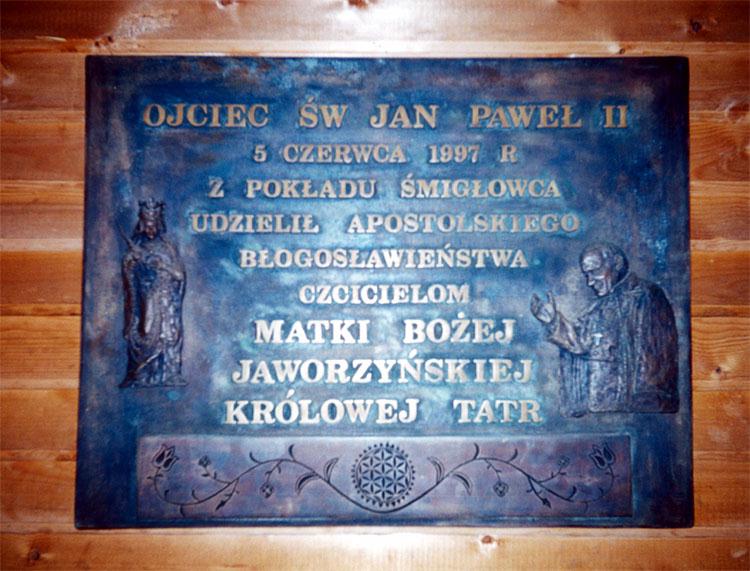 OJCIEC ŚW JAN PAWEŁ II
5 CZERWCA 1997 R
Z POKŁADU ŚMIGŁOWCA
UDZIELIŁ APOSTOLSKIEGO
BŁOGOSŁAWIEŃSTWA
CZCICIELOM
MATKI BOŻEJ
JAWORZYŃSKIEJ
KRÓLOWEJ TATR